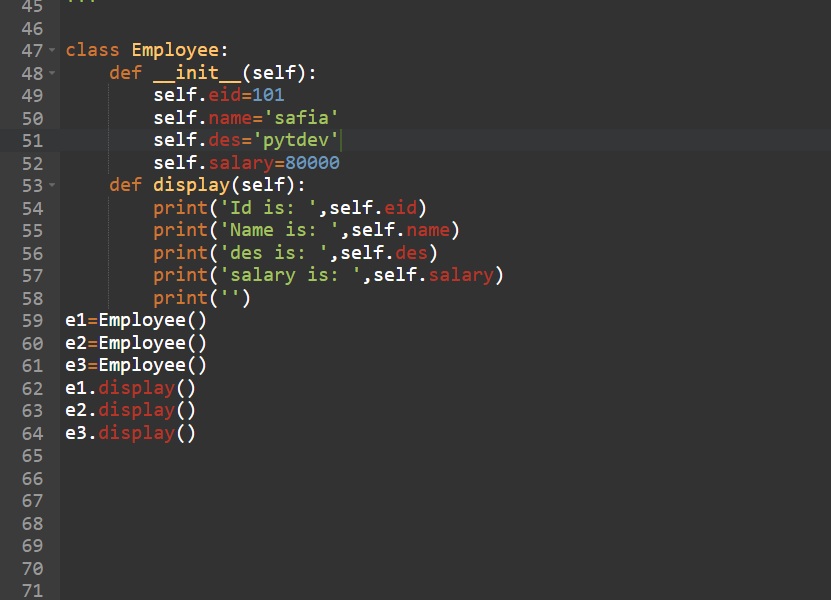 45 '''
46
47 class Employee:
48     def __init__(self):
49         self.eid=101
50         self.name='safia'
51         self.des='pytdev'
52         self.salary=80000
53     def display(self):
54         print('Id is: ',self.eid)
55         print('Name is: ',self.name)
56         print('des is: ',self.des)
57         print('salary is: ',self.salary)
58         print('')
59 e1=Employee()
60 e2=Employee()
61 e3=Employee()
62 e1.display()
63 e2.display()
64 e3.display()
65
66
67
68
69
70
71